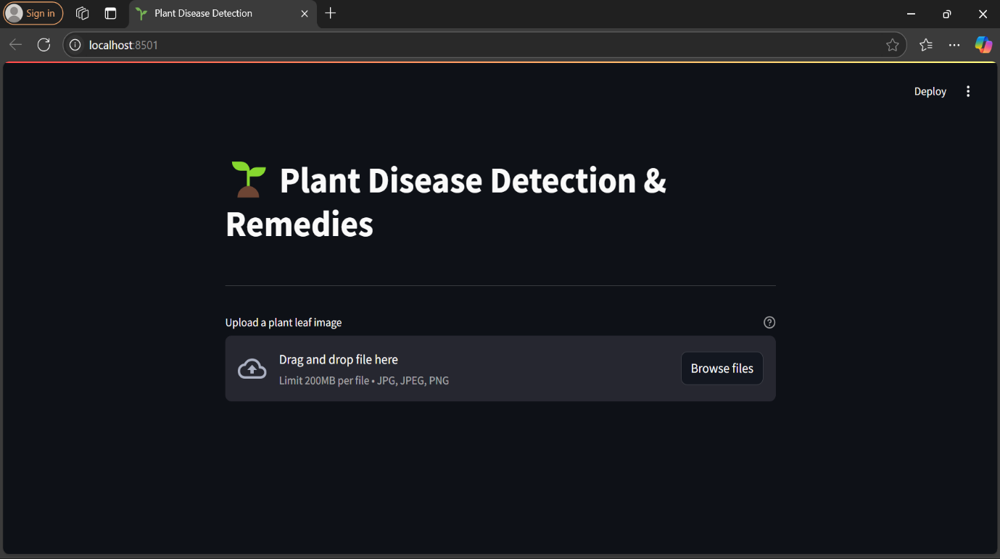 Sign in
Plant Disease Detection
localhost:8501
Deploy
Plant Disease Detection &
Remedies
Upload a plant leaf image
Drag and drop file here
Limit 200MB per file • JPG, JPEG, PNG
Browse files